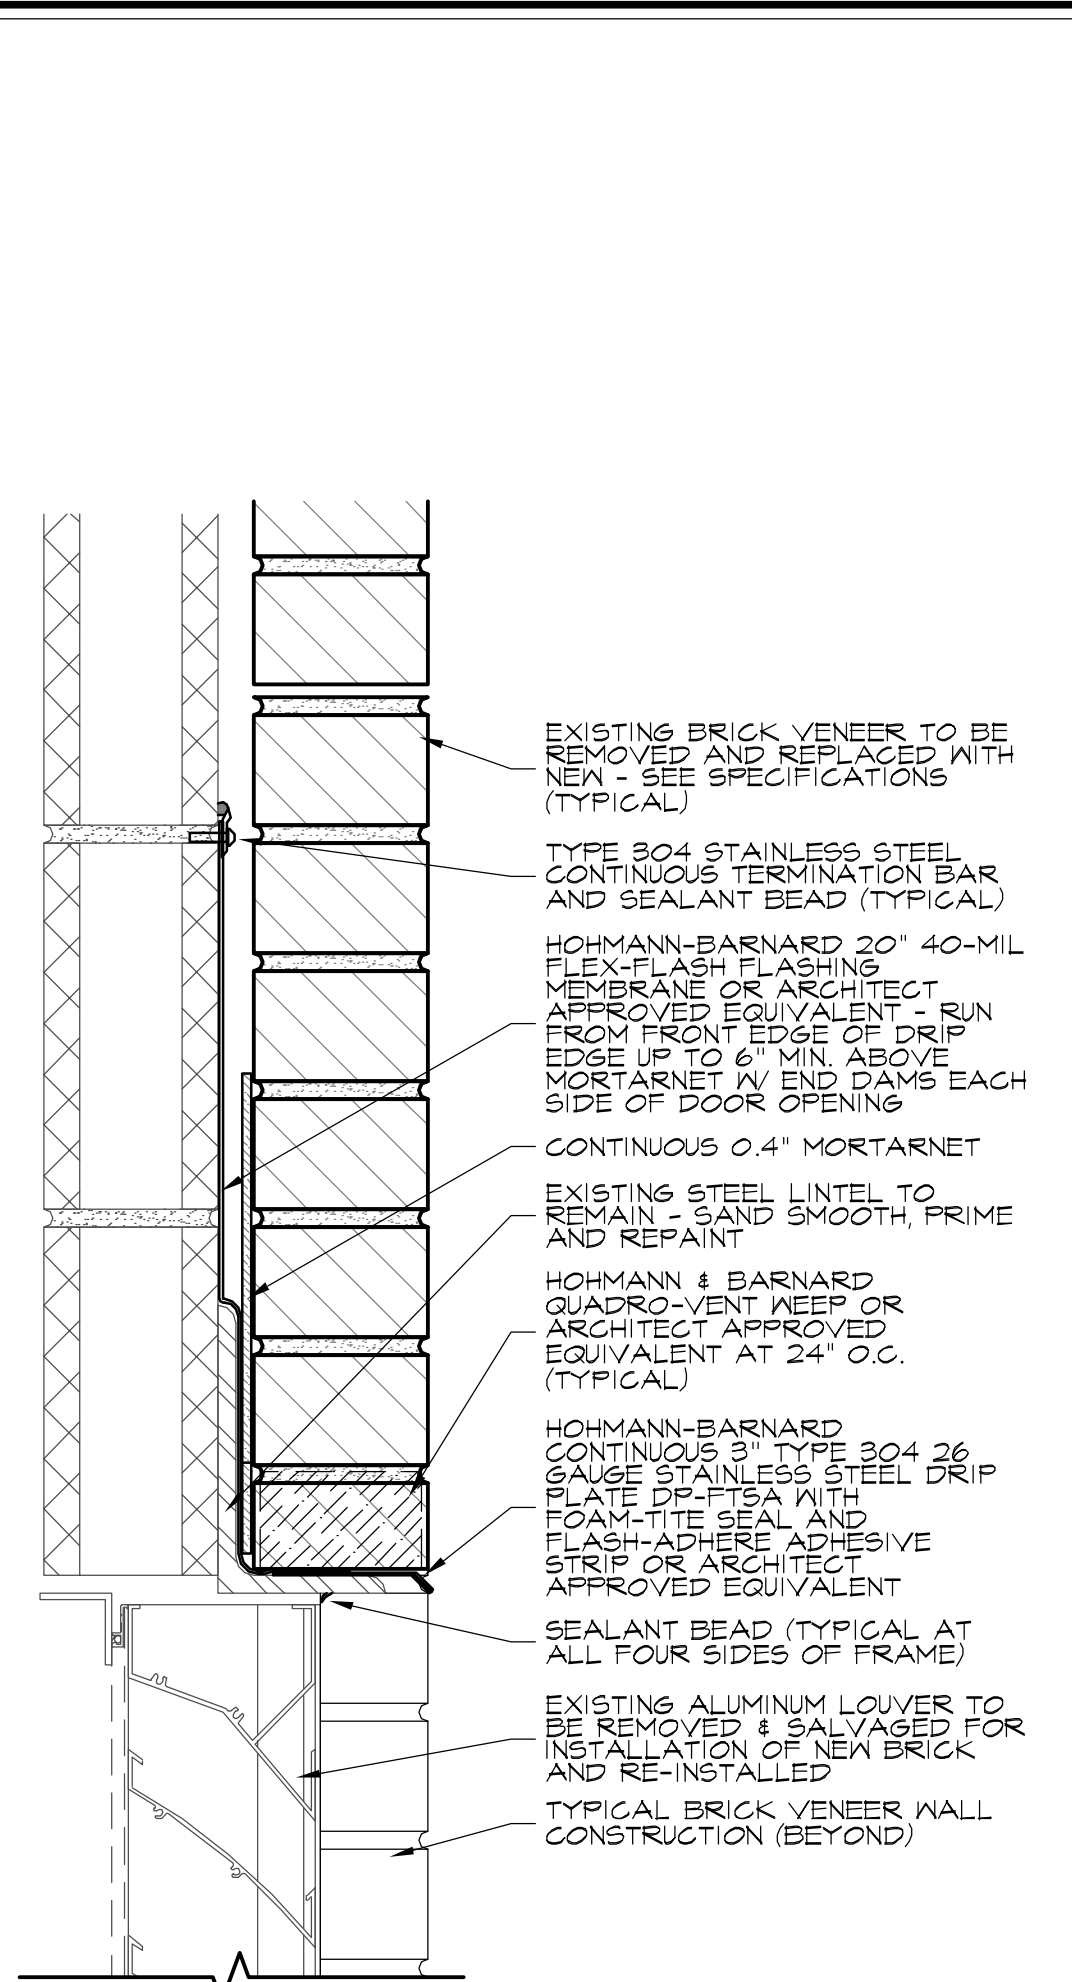 EXISTING BRICK VENEER TO BE
REMOVED AND REPLACED WITH
NEW - SEE SPECIFICATIONS
(TYPICAL)
TYPE 304 STAINLESS STEEL
CONTINUOUS TERMINATION BAR
AND SEALANT BEAD (TYPICAL)
HOHMANN-BARNARD 20" 40-MIL
FLEX-FLASH FLASHING
MEMBRANE OR ARCHITECT
APPROVED EQUIVALENT - RUN
FROM FRONT EDGE OF DRIP
EDGE UP TO 6" MIN. ABOVE
MORTARNET W/ END DAMS EACH
SIDE OF DOOR OPENING
CONTINUOUS 0.4" MORTARNET
EXISTING STEEL LINTEL TO
REMAIN - SAND SMOOTH, PRIME
AND REPAINT
HOHMANN & BARNARD
QUADRO-VENT WEEP OR
ARCHITECT APPROVED
EQUIVALENT AT 24" O.C.
(TYPICAL)
HOHMANN-BARNARD
CONTINUOUS 3" TYPE 304 26
GAUGE STAINLESS STEEL DRIP
PLATE DP-FTSA WITH
FOAM-TITE SEAL AND
FLASH-ADHERE ADHESIVE
STRIP OR ARCHITECT
APPROVED EQUIVALENT
SEALANT BEAD (TYPICAL AT
ALL FOUR SIDES OF FRAME)
EXISTING ALUMINUM LOUVER TO
BE REMOVED & SALVAGED FOR
INSTALLATION OF NEW BRICK
AND RE-INSTALLED
TYPICAL BRICK VENEER WALL
CONSTRUCTION (BEYOND)